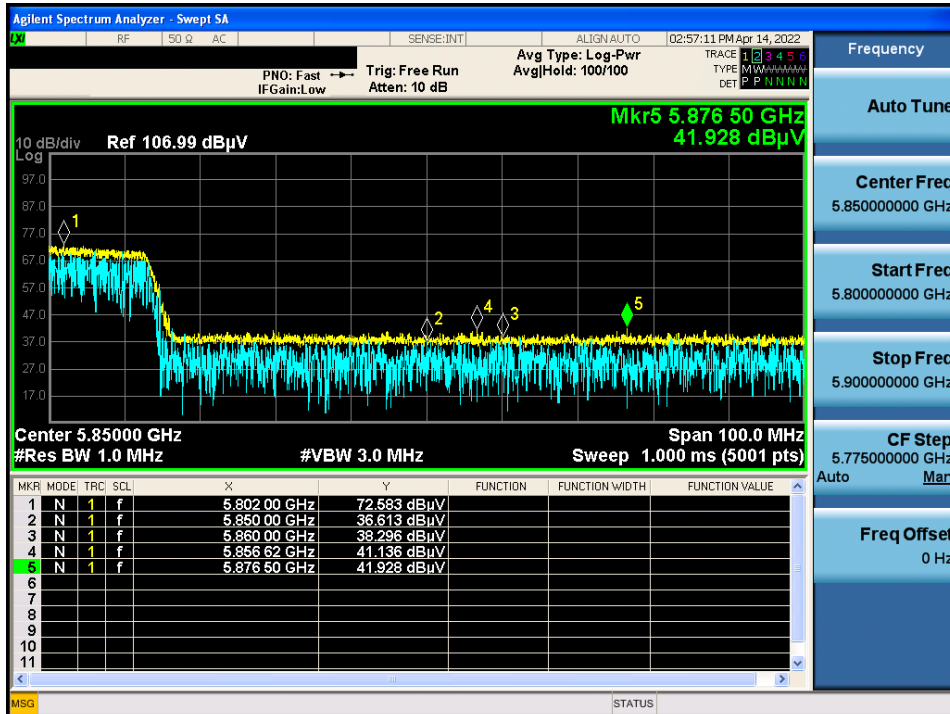 Agilent Spectrum Analyzer - Swept SA
LXI RF 50 Ω AC SENSE:INT ALIGN AUTO 02:57:11 PM Apr 14, 2022
PNO: Fast Trig: Free Run Avg Type: Log-Pwr TRACE 1 2 3 4 5 6
IFGain:Low Atten: 10 dB Avg|Hold: 100/100 TYPE M W W W W W
DET P P N N N N
Mkr5 5.876 50 GHz
41.928 dBµV
10 dB/div Ref 106.99 dBµV
Log
97.0
87.0
77.0
67.0
57.0
47.0
37.0
27.0
17.0
1
2
4
3
5
Center 5.85000 GHz Span 100.0 MHz
#Res BW 1.0 MHz #VBW 3.0 MHz Sweep 1.000 ms (5001 pts)
MKR MODE TRC SCL X Y FUNCTION FUNCTION WIDTH FUNCTION VALUE
1 N 1 f 5.802 00 GHz 72.583 dBµV
2 N 1 f 5.850 00 GHz 36.613 dBµV
3 N 1 f 5.860 00 GHz 38.296 dBµV
4 N 1 f 5.856 62 GHz 41.136 dBµV
5 N 1 f 5.876 50 GHz 41.928 dBµV
6
7
8
9
10
11
MSG STATUS
Frequency
Auto Tune
Center Freq
5.850000000 GHz
Start Freq
5.800000000 GHz
Stop Freq
5.900000000 GHz
CF Step
5.775000000 GHz
Auto Man
Freq Offset
0 Hz